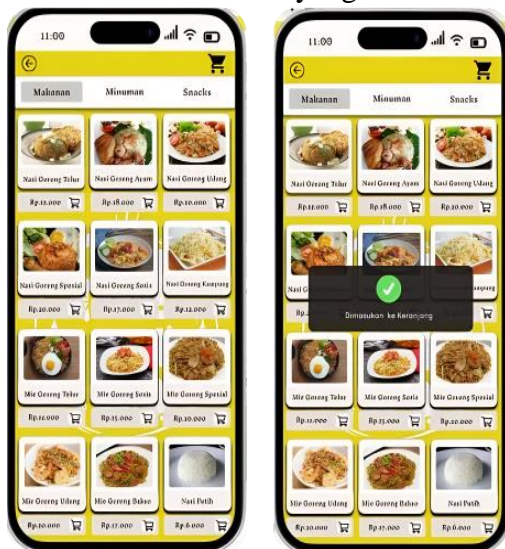 11:00
Makanan Minuman Snacks
Nasi Goreng Telur Nasi Goreng Ayam Nasi Goreng Udang
Rp.12.000 Rp.18.000 Rp.20.000
Nasi Goreng Spesial Nasi Goreng Sosis Nasi Goreng Kampung
Rp.20.000 Rp.17.000 Rp.12.000
Mie Goreng Telur Mie Goreng Sosis Mie Goreng Spesial
Rp.12.000 Rp.15.000 Rp.20.000
Mie Goreng Udang Mie Goreng Bakso Nasi Putih
Rp.20.000 Rp.17.000 Rp.6.000
11:00
Makanan Minuman Snacks
Nasi Goreng Telur Nasi Goreng Ayam Nasi Goreng Udang
Rp.12.000 Rp.18.000 Rp.20.000
Dimasukan ke Keranjang
Mie Goreng Telur Mie Goreng Sosis Mie Goreng Spesial
Rp.12.000 Rp.15.000 Rp.20.000
Mie Goreng Udang Mie Goreng Bakso Nasi Putih
Rp.20.000 Rp.17.000 Rp.6.000